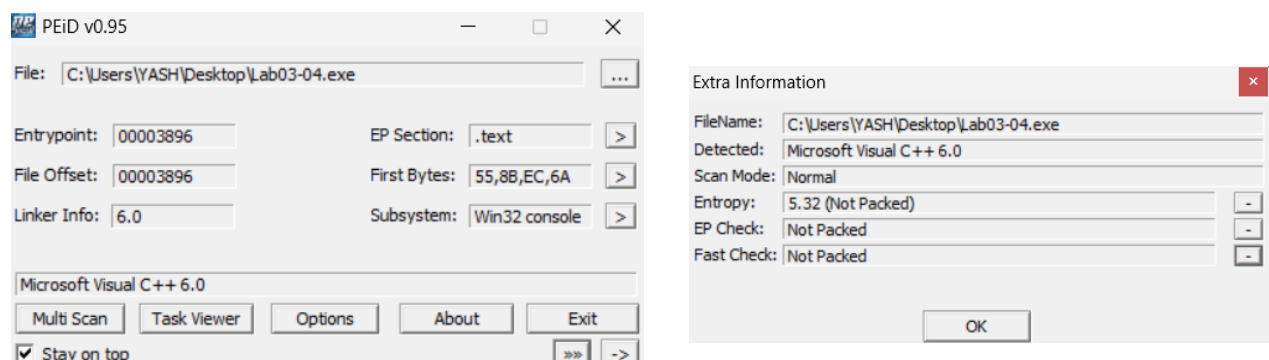 PEiD v0.95
File: C:\Users\YASH\Desktop\Lab03-04.exe ...
Entrypoint: 00003896 EP Section: .text >
File Offset: 00003896 First Bytes: 55,8B,EC,6A >
Linker Info: 6.0 Subsystem: Win32 console >
Microsoft Visual C++ 6.0
Multi Scan Task Viewer Options About Exit
Stay on top »» ->
Extra Information
FileName: C:\Users\YASH\Desktop\Lab03-04.exe
Detected: Microsoft Visual C++ 6.0
Scan Mode: Normal
Entropy: 5.32 (Not Packed) -
EP Check: Not Packed -
Fast Check: Not Packed -
OK